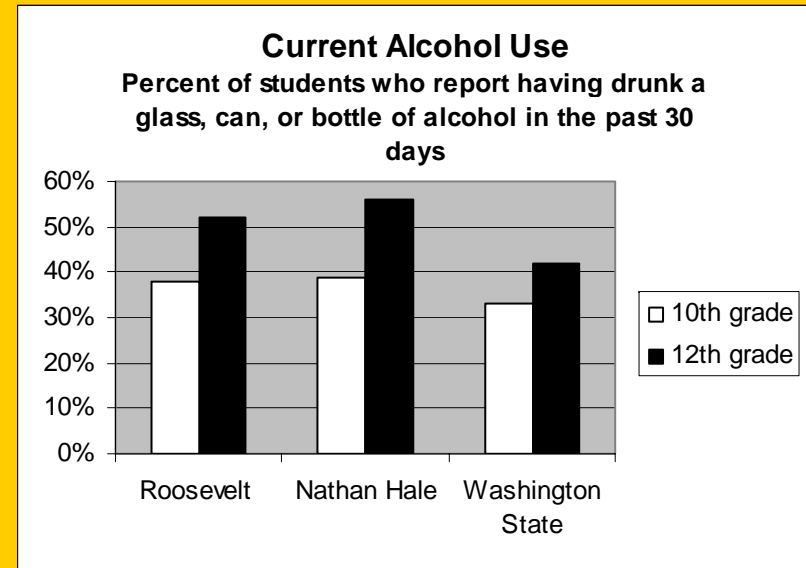 Current Alcohol Use
Percent of students who report having drunk a
glass, can, or bottle of alcohol in the past 30
days
60%
50%
40%
30%
20%
10%
0%
Roosevelt
Nathan Hale
Washington
State
10th grade
12th grade